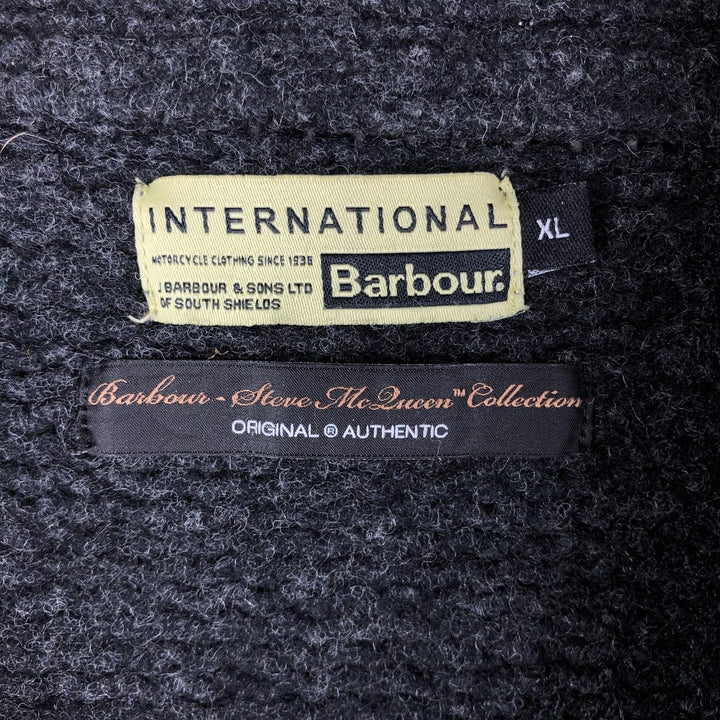 INTERNATIONAL
XL
MOTORCYCLE CLOTHING SINCE 1936
Barbour.
J BARBOUR & SONS LTD
OF SOUTH SHIELDS
Barbour - Steve McQueen™ Collection
ORIGINAL ® AUTHENTIC